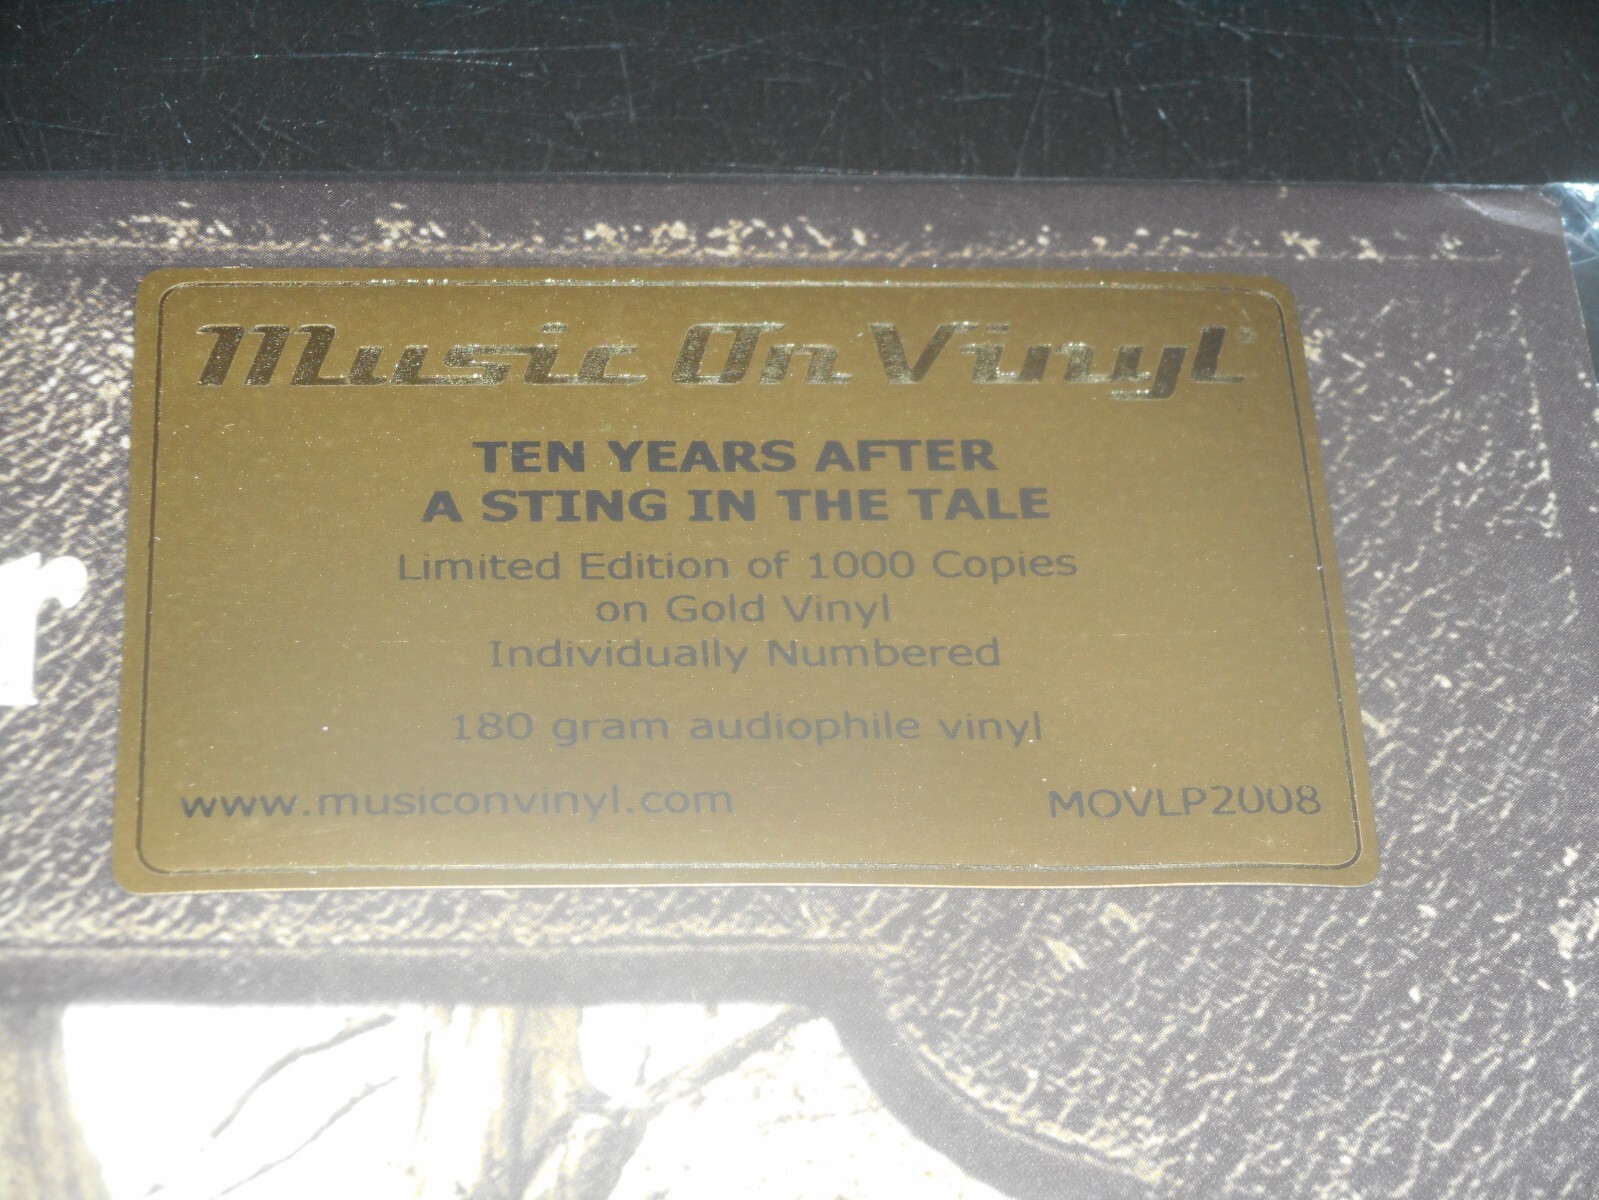 Music On Vinyl®
TEN YEARS AFTER
A STING IN THE TALE
Limited Edition of 1000 Copies
on Gold Vinyl
Individually Numbered
180 gram audiophile vinyl
www.musiconvinyl.com MOVLP2008
r